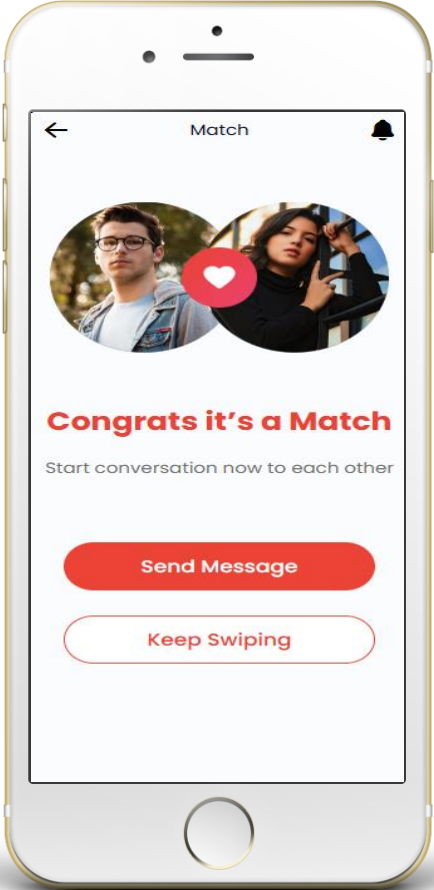 Match
Congrats it’s a Match
Start conversation now to each other
Send Message
Keep Swiping